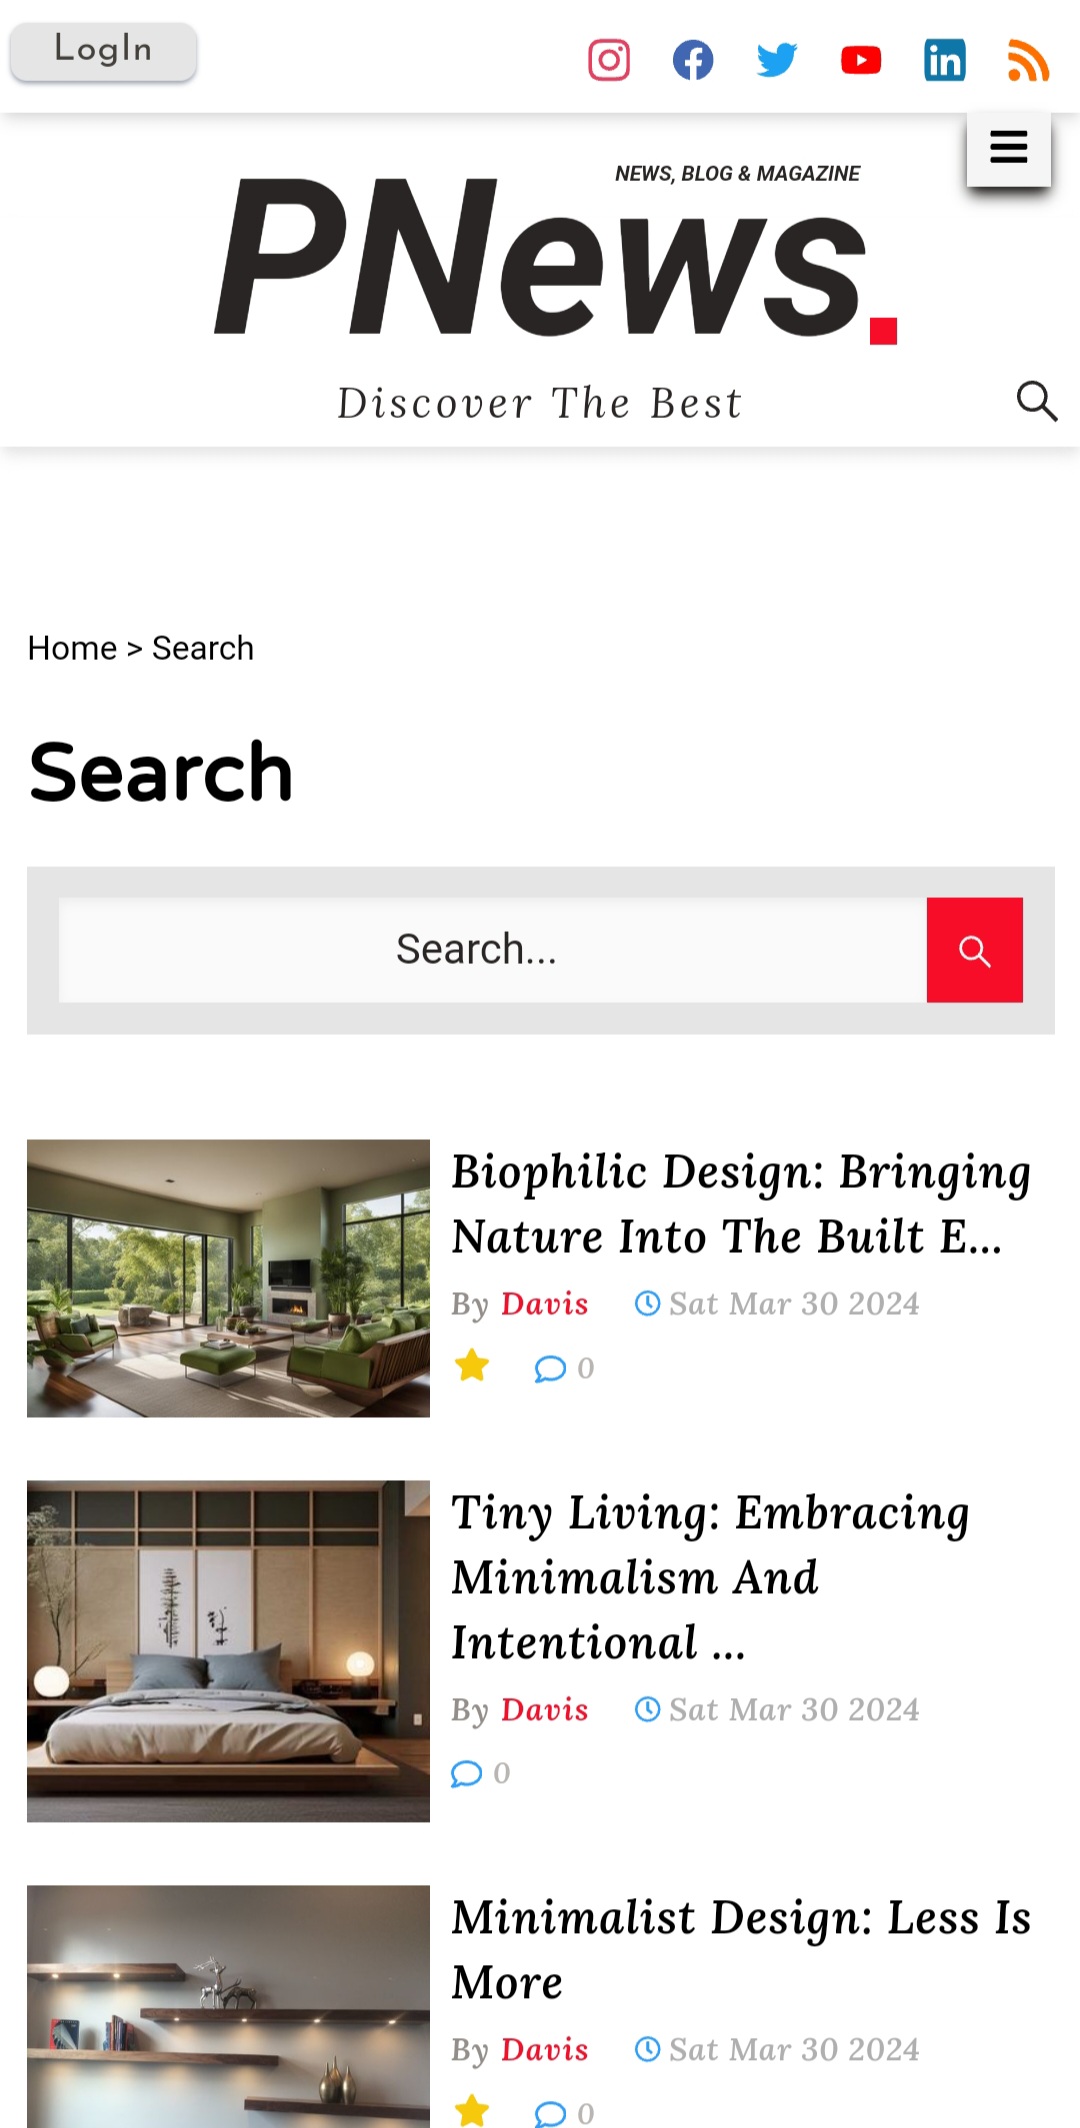 LogIn
NEWS, BLOG & MAGAZINE
PNews.
Discover The Best
Home > Search
Search
Search...
Biophilic Design: Bringing
Nature Into The Built E...
By Davis Sat Mar 30 2024
0
Tiny Living: Embracing
Minimalism And
Intentional ...
By Davis Sat Mar 30 2024
0
Minimalist Design: Less Is
More
By Davis Sat Mar 30 2024
0